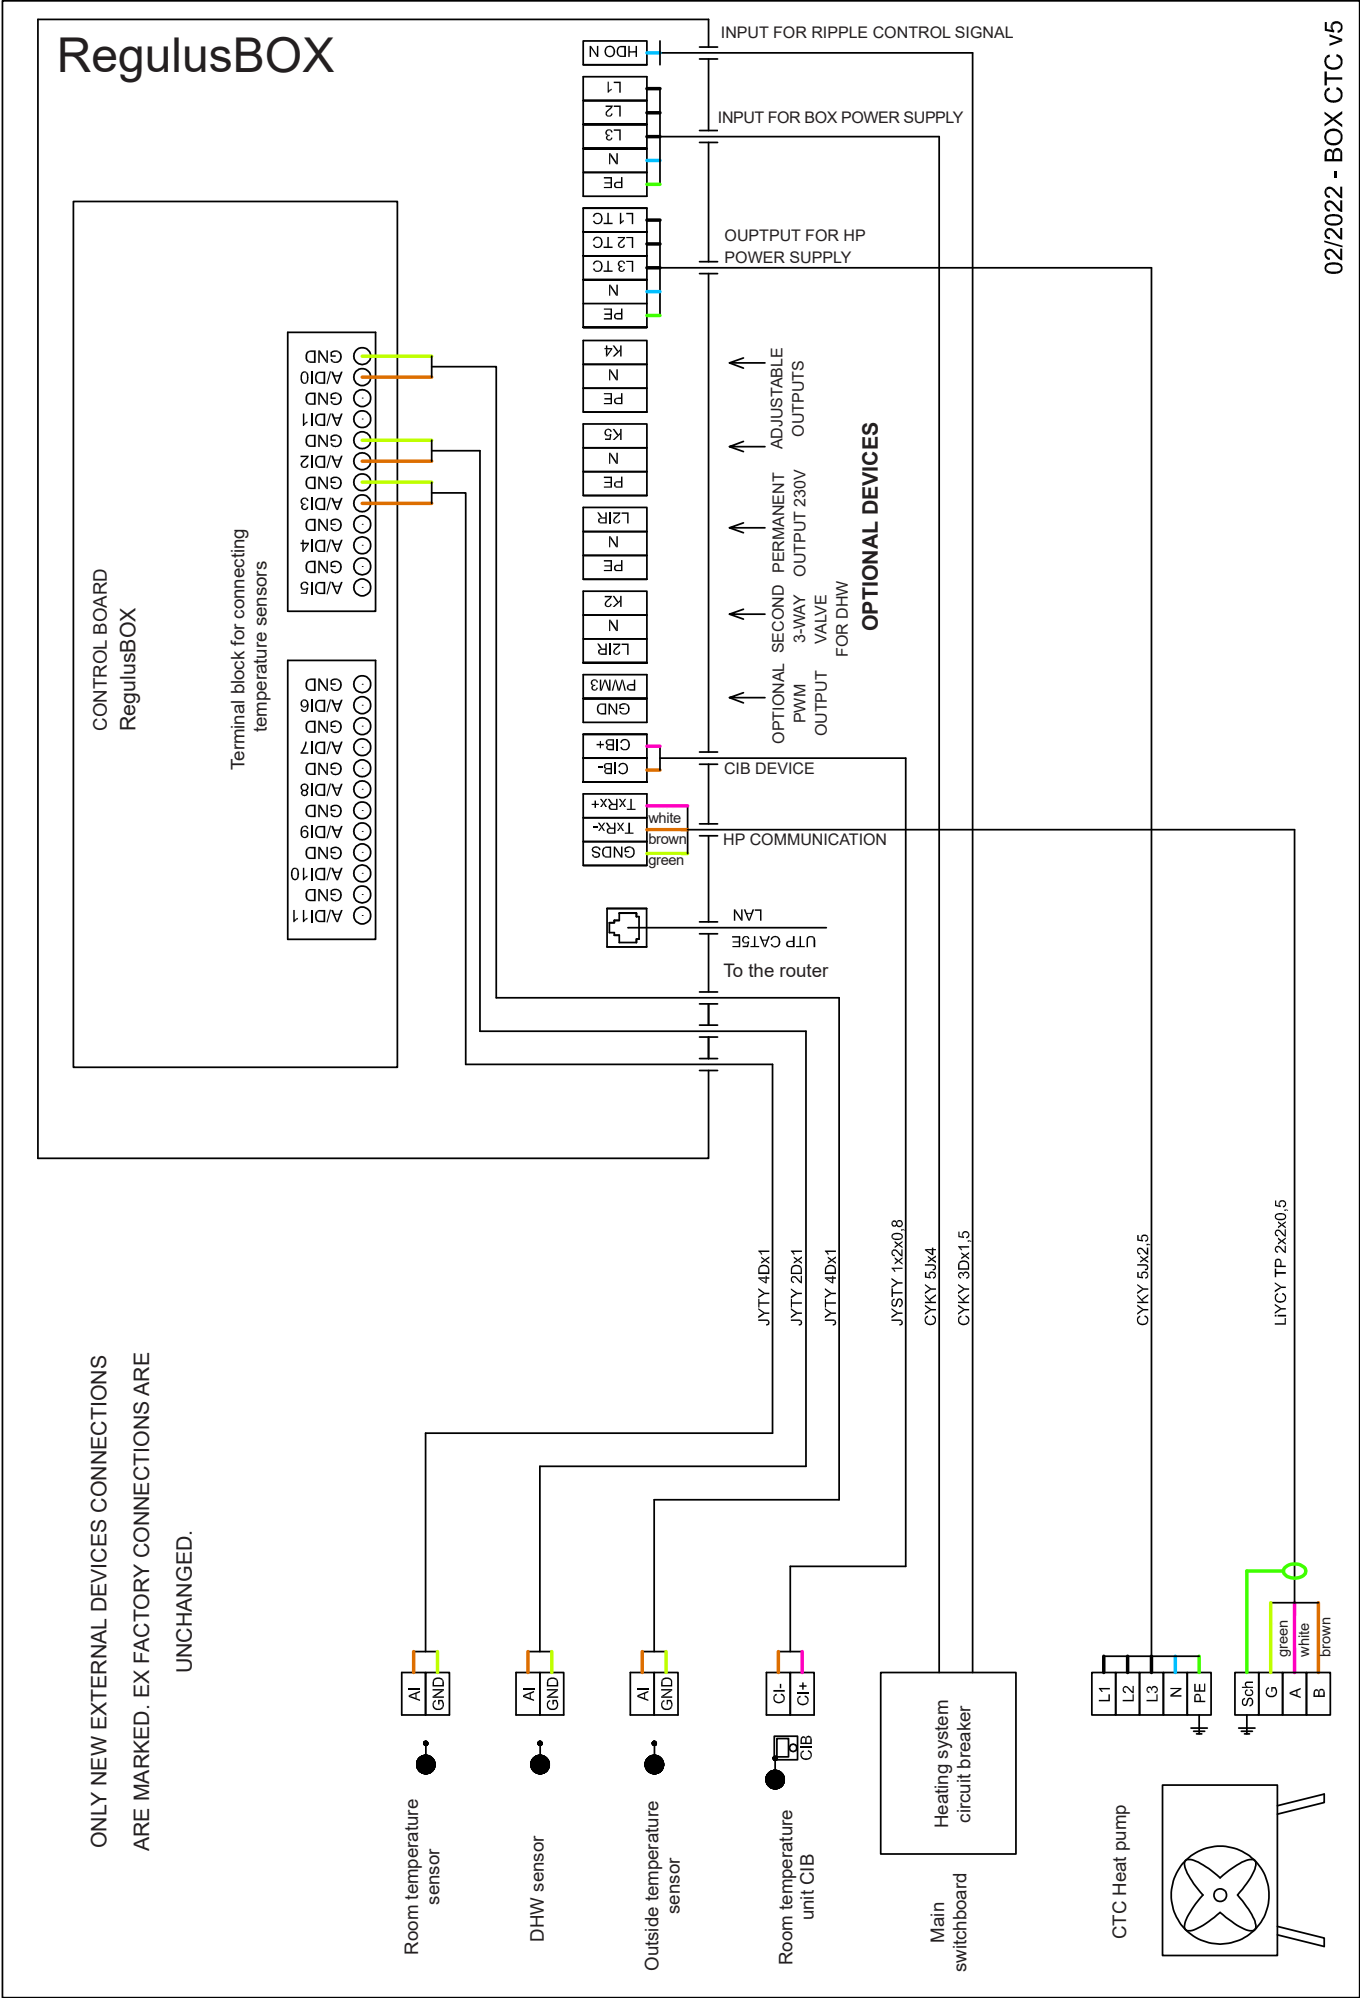 RegulusBOX
02/2022 - BOX CTC v5
HDO N
INPUT FOR RIPPLE CONTROL SIGNAL
L1
L2
L3
N
PE
INPUT FOR BOX POWER SUPPLY
L1 TC
L2 TC
L3 TC
N
PE
OUPTPUT FOR HP
POWER SUPPLY
K4
N
PE
K5
N
PE
ADJUSTABLE
OUTPUTS
L2IR
N
PE
PERMANENT
OUTPUT 230V
K2
N
L2IR
SECOND
3-WAY
VALVE
FOR DHW
PWM3
GND
OPTIONAL
PWM
OUTPUT
OPTIONAL DEVICES
CIB+
CIB-
CIB DEVICE
TxRx+
TxRx-
GNDS
white
brown
green
HP COMMUNICATION
LAN
UTP CAT5E
To the router
CONTROL BOARD
RegulusBOX
Terminal block for connecting
temperature sensors
GND
A/DI0
GND
A/DI1
GND
A/DI2
GND
A/DI3
GND
A/DI4
GND
A/DI5
GND
A/DI6
GND
A/DI7
GND
A/DI8
GND
A/DI9
GND
A/DI10
GND
A/DI11
JYTY 4Dx1
JYTY 2Dx1
JYTY 4Dx1
JYSTY 1x2x0,8
CYKY 5Jx4
CYKY 3Dx1,5
CYKY 5Jx2,5
LiYCY TP 2x2x0,5
ONLY NEW EXTERNAL DEVICES CONNECTIONS
ARE MARKED. EX FACTORY CONNECTIONS ARE
UNCHANGED.
AI
GND
Room temperature
sensor
AI
GND
DHW sensor
AI
GND
Outside temperature
sensor
CI-
CI+
CIB
Room temperature
unit CIB
Heating system
circuit breaker
Main
switchboard
L1
L2
L3
N
PE
Sch
G
A
B
green
white
brown
CTC Heat pump